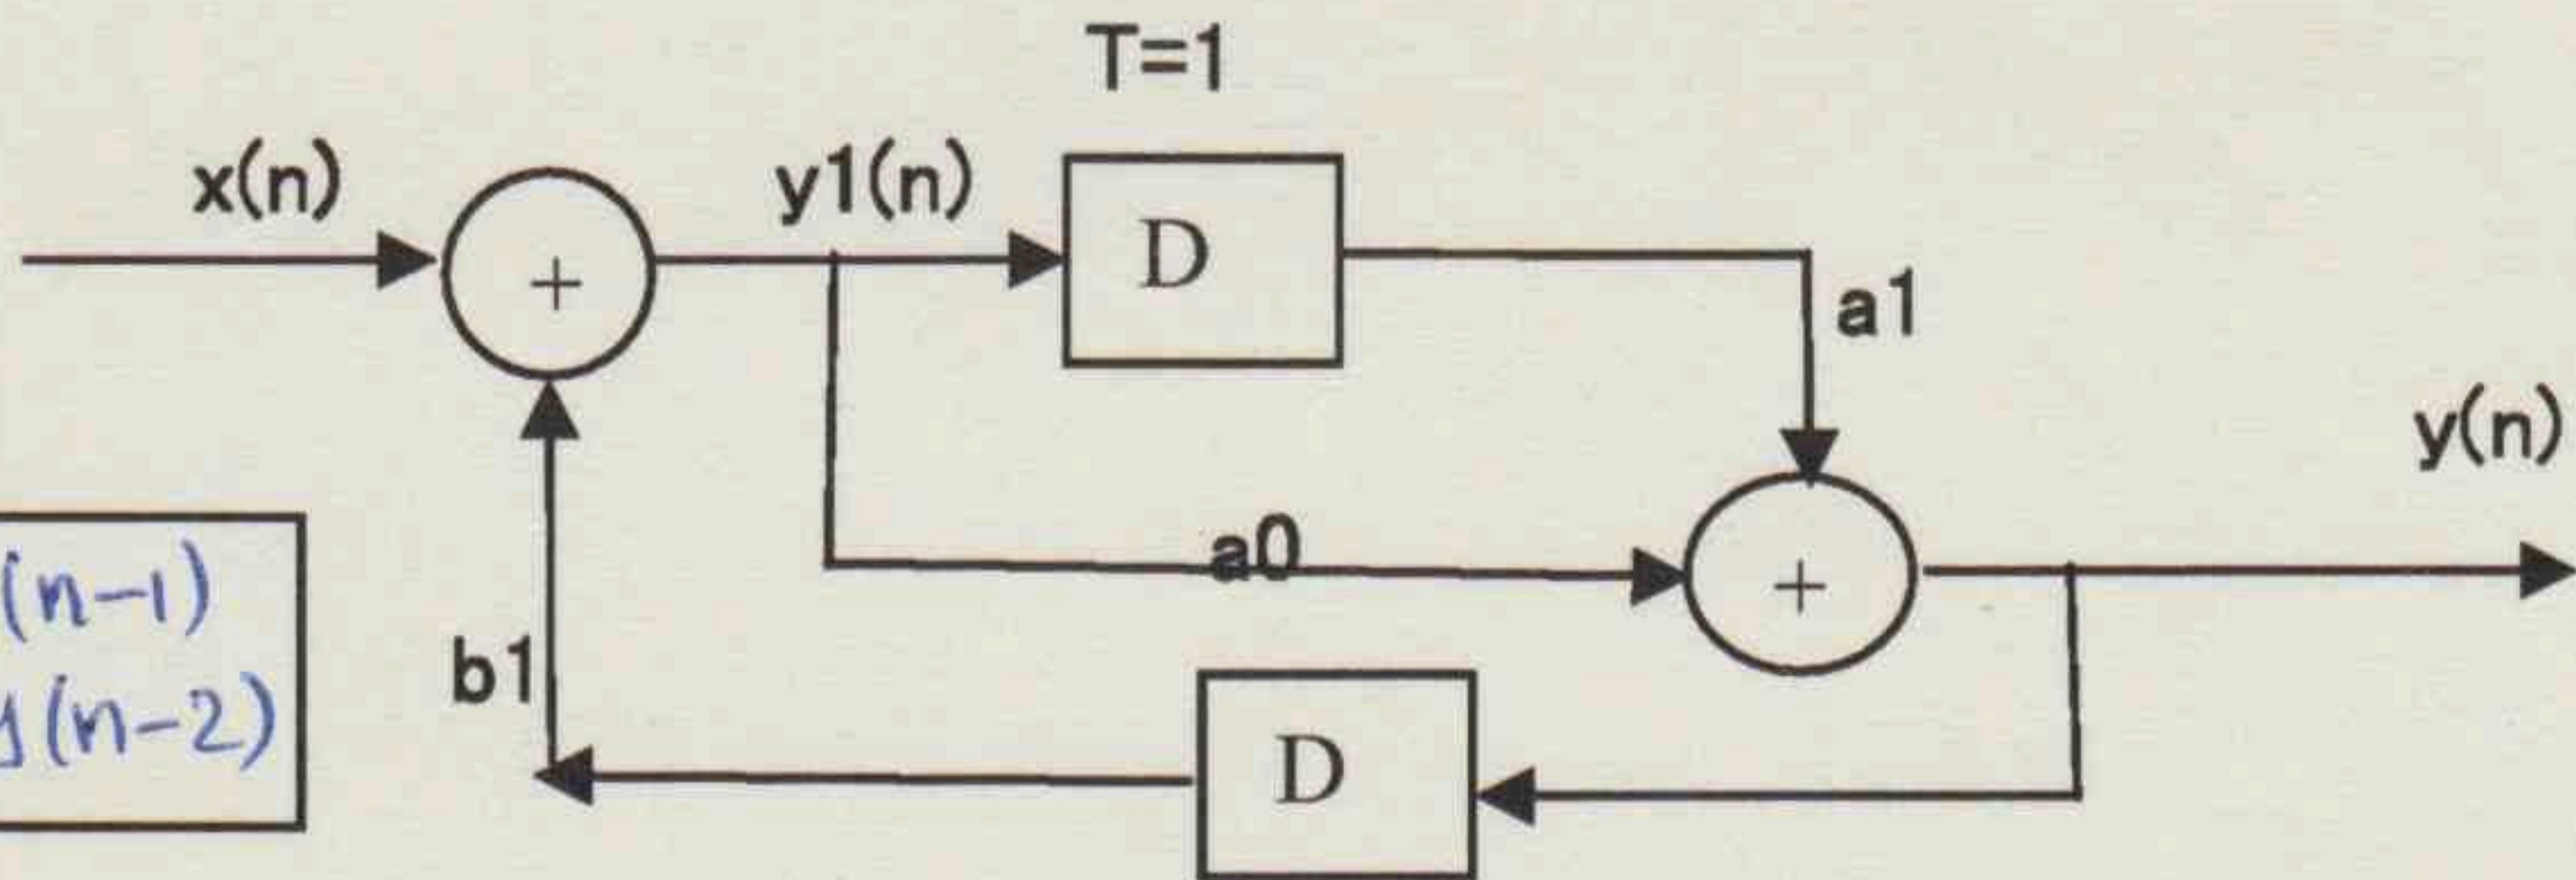 T=1
x(n)
y1(n)
D
+
a1
y(n)
a0
+
(n-1)
b1
y(n-2)
D